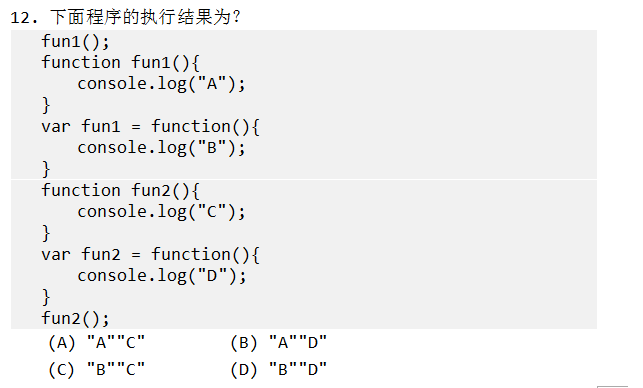 12. 下面程序的执行结果为?
fun1();
function fun1(){
    console.log("A");
}
var fun1 = function(){
    console.log("B");
}
function fun2(){
    console.log("C");
}
var fun2 = function(){
    console.log("D");
}
fun2();
(A) "A""C" (B) "A""D"
(C) "B""C" (D) "B""D"